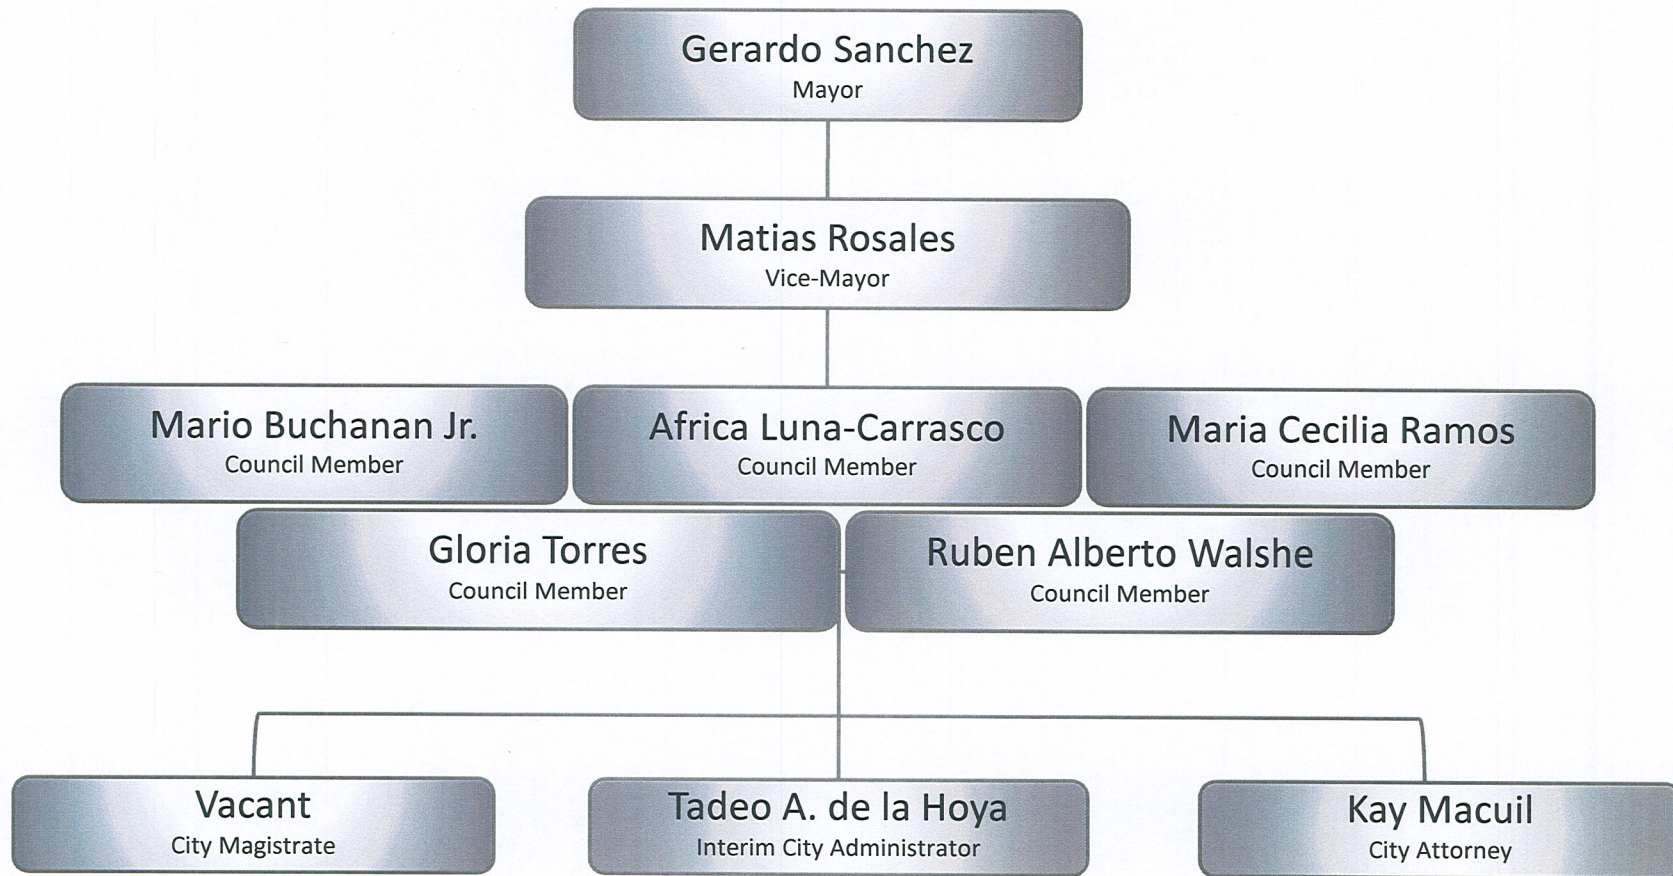 Gerardo Sanchez
Mayor
Matias Rosales
Vice-Mayor
Mario Buchanan Jr.
Council Member
Africa Luna-Carrasco
Council Member
Maria Cecilia Ramos
Council Member
Gloria Torres
Council Member
Ruben Alberto Walshe
Council Member
Vacant
City Magistrate
Tadeo A. de la Hoya
Interim City Administrator
Kay Macuil
City Attorney